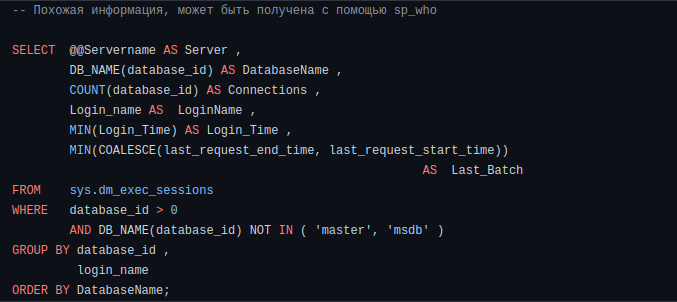 -- Похожая информация, может быть получена с помощью sp_who
SELECT  @@Servername AS Server ,
        DB_NAME(database_id) AS DatabaseName ,
        COUNT(database_id) AS Connections ,
        Login_name AS  LoginName ,
        MIN(Login_Time) AS Login_Time ,
        MIN(COALESCE(last_request_end_time, last_request_start_time))
                                                         AS  Last_Batch
FROM    sys.dm_exec_sessions
WHERE   database_id > 0
        AND DB_NAME(database_id) NOT IN ( 'master', 'msdb' )
GROUP BY database_id ,
         login_name
ORDER BY DatabaseName;